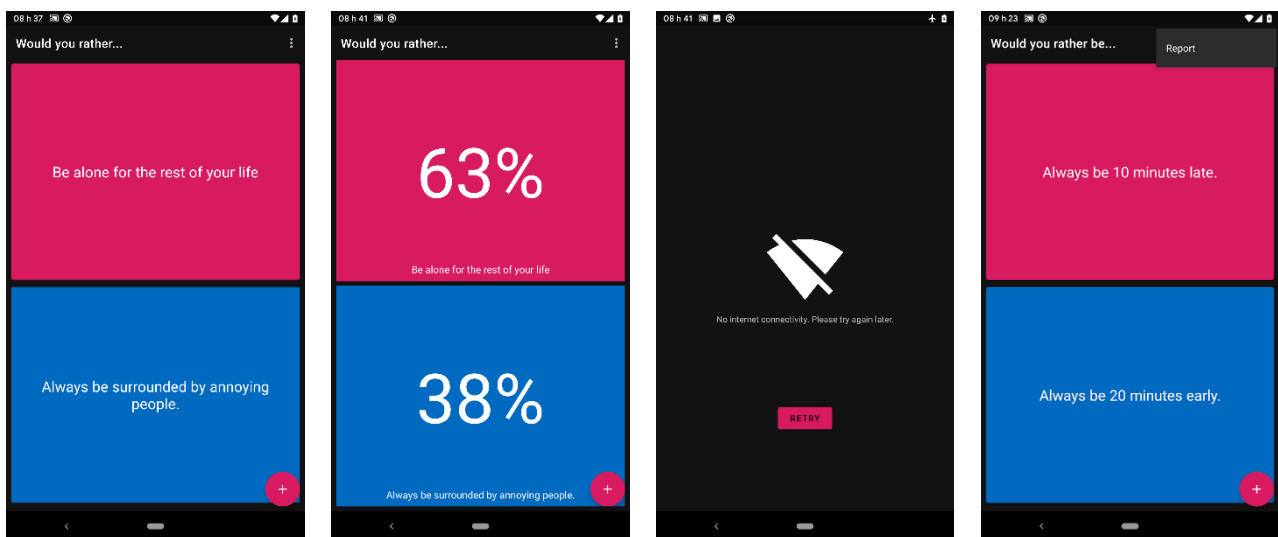 08 h 37
Would you rather...
Be alone for the rest of your life
Always be surrounded by annoying
people.
+
08 h 41
Would you rather...
63%
Be alone for the rest of your life
38%
Always be surrounded by annoying people.
+
08 h 41
No internet connectivity. Please try again later.
RETRY
09 h 23
Would you rather be...
Report
Always be 10 minutes late.
Always be 20 minutes early.
+